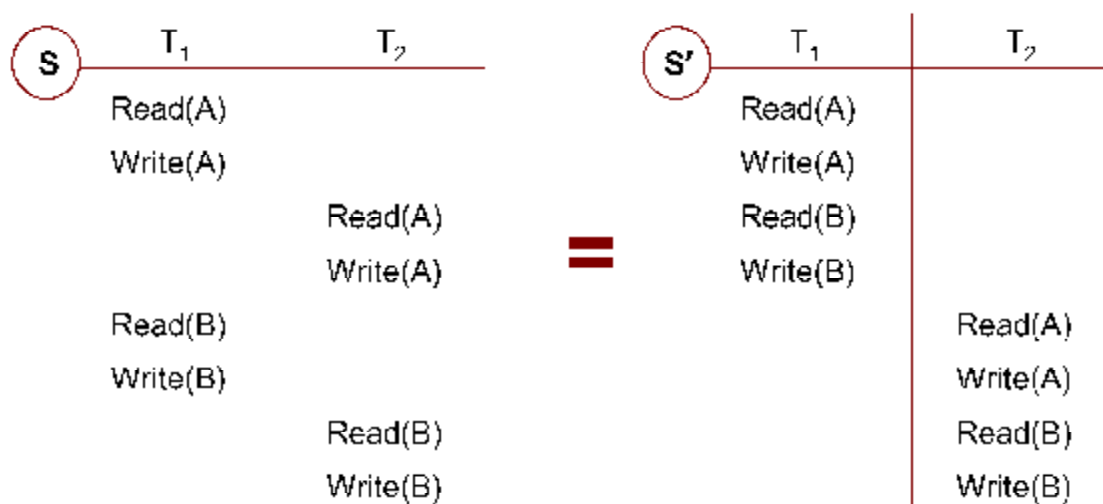 S T₁ T₂ S' T₁ T₂
Read(A) Read(A)
Write(A) Write(A)
Read(A) Read(B)
Write(A) = Write(B)
Read(B) Read(A)
Write(B) Write(A)
Read(B) Read(B)
Write(B) Write(B)